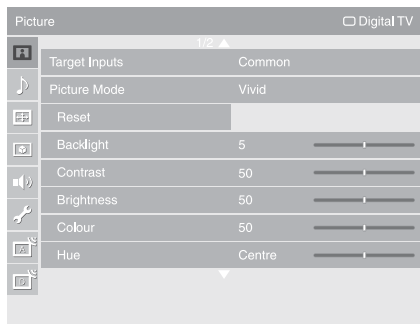 Picture Digital TV
1/2
Target Inputs Common
Picture Mode Vivid
Reset
Backlight 5
Contrast 50
Brightness 50
Colour 50
Hue Centre
A